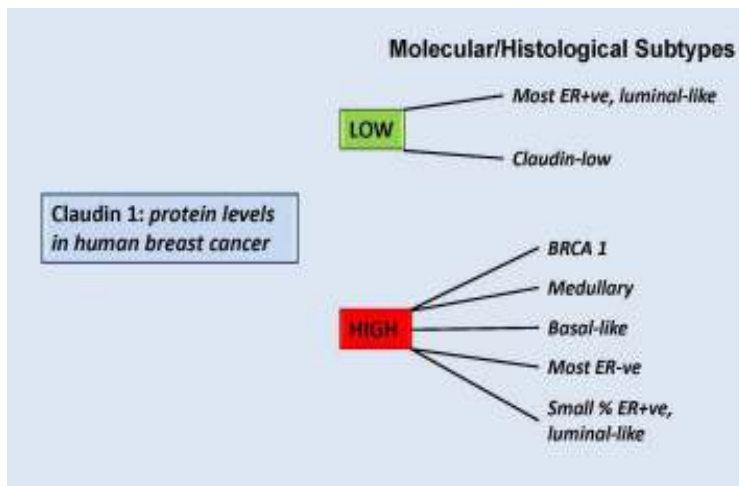 Molecular/Histological Subtypes
Most ER+ve, luminal-like
LOW
Claudin-low
Claudin 1: protein levels
in human breast cancer
BRCA 1
Medullary
HIGH
Basal-like
Most ER-ve
Small % ER+ve,
luminal-like